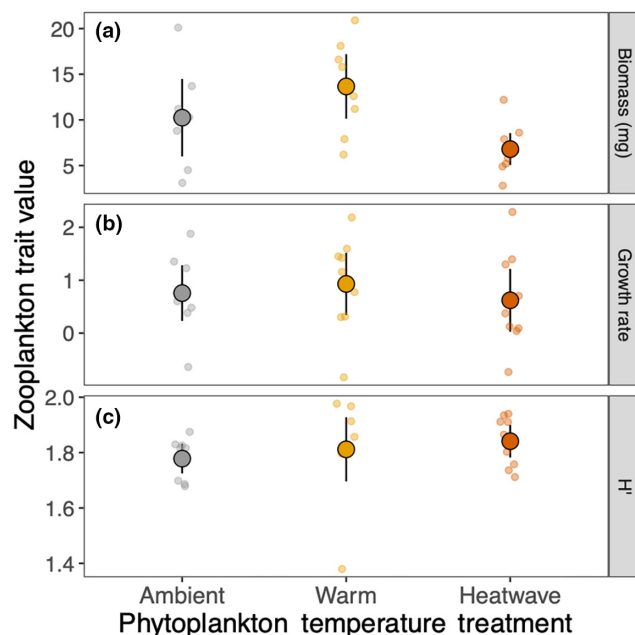 Zooplankton trait value
(a)
20
15
10
5
Biomass (mg)
(b)
2
1
0
Growth rate
(c)
2.0
1.8
1.6
1.4
H'
Ambient Warm Heatwave
Phytoplankton temperature treatment